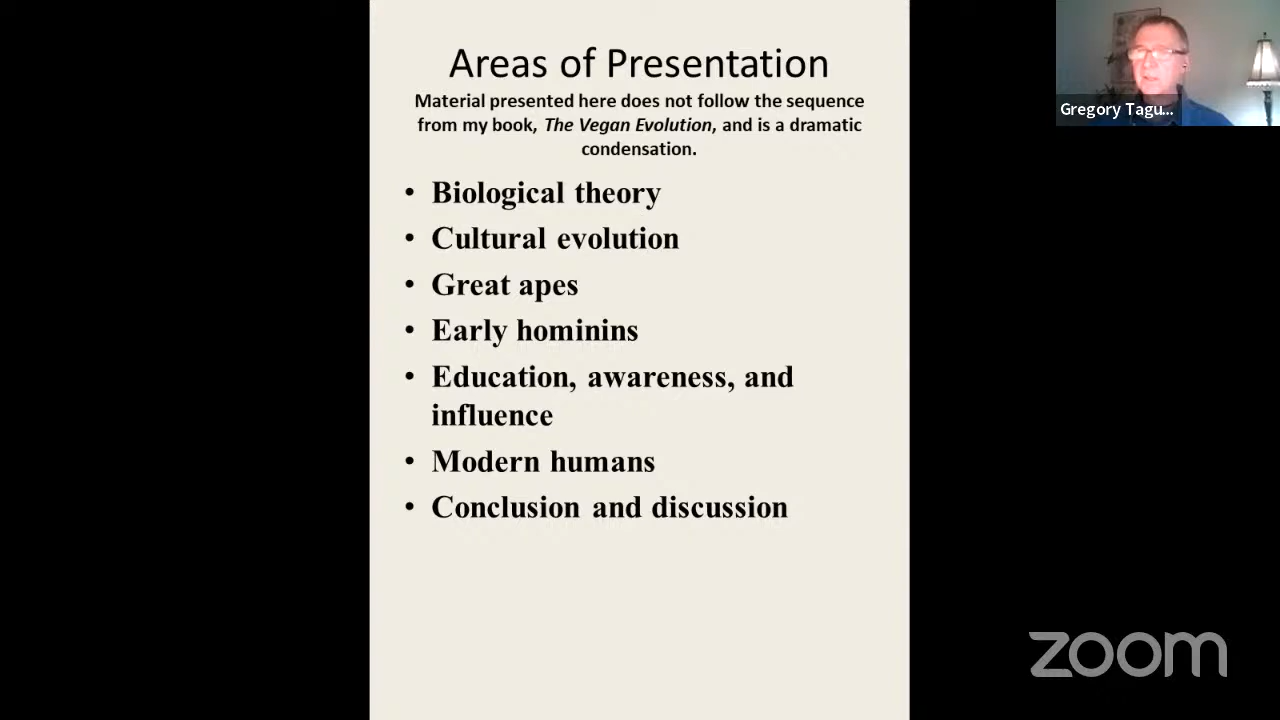 Areas of Presentation
Material presented here does not follow the sequence
from my book, The Vegan Evolution, and is a dramatic
condensation.
• Biological theory
• Cultural evolution
• Great apes
• Early hominins
• Education, awareness, and
influence
• Modern humans
• Conclusion and discussion
Gregory Tagu...
zoom